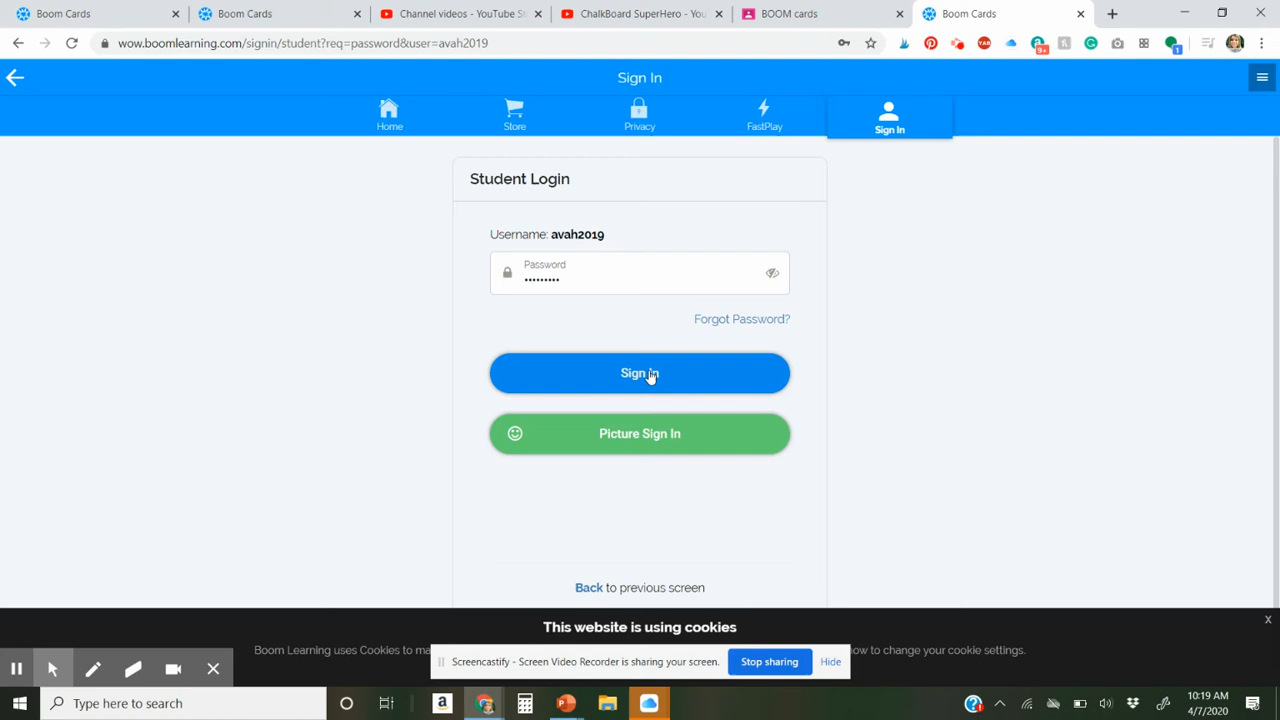 Boom Cards
Boom Cards
Channel videos - YouTube St
ChalkBoard SuperHero - You
BOOM cards
Boom Cards
wow.boomlearning.com/signin/student?req=password&user=avah2019
YAB
9+
1
Sign In
Home
Store
Privacy
FastPlay
Sign In
Student Login
Username: avah2019
Password
•••••••••
Forgot Password?
Sign In
Picture Sign In
Back to previous screen
This website is using cookies
x
Boom Learning uses Cookies to ma
how to change your cookie settings.
Screencastify - Screen Video Recorder is sharing your screen.
Stop sharing
Hide
Type here to search
10:19 AM
4/7/2020